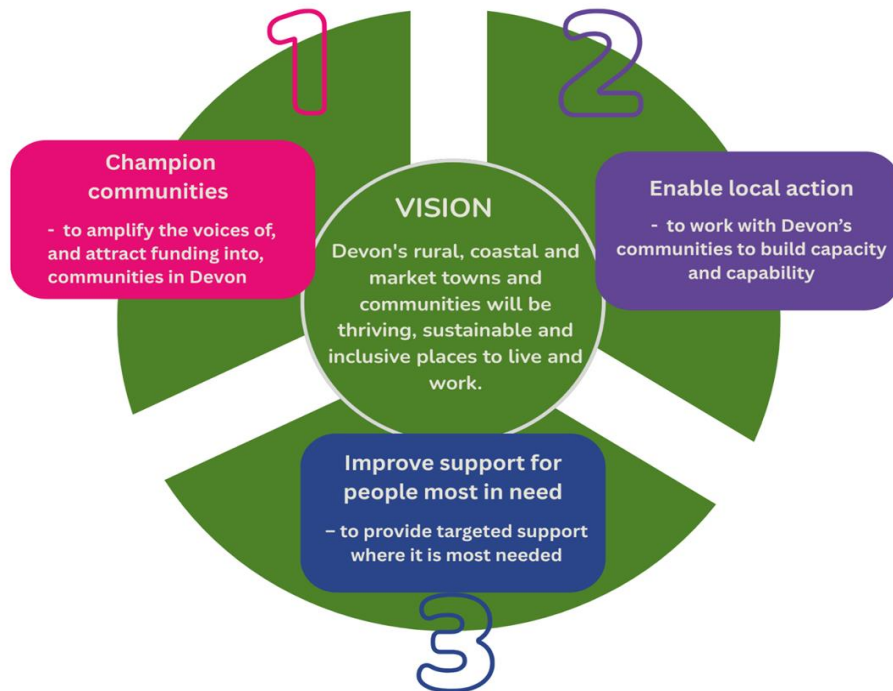 1
Champion
communities
- to amplify the voices of,
and attract funding into,
communities in Devon
2
Enable local action
- to work with Devon's
communities to build capacity
and capability
VISION
Devon's rural, coastal and
market towns and
communities will be
thriving, sustainable and
inclusive places to live and
work.
Improve support for
people most in need
– to provide targeted support
where it is most needed
3